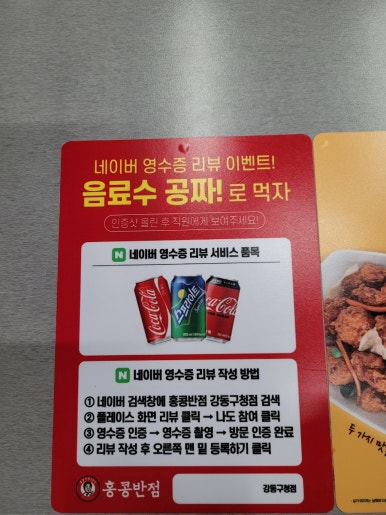 네이버 영수증 리뷰 이벤트!
음료수 공짜! 로 먹자
인증샷 올린 후 직원에게 보여주세요!
N 네이버 영수증 리뷰 서비스 품목
Coca-Cola
스프라이트
Coca-Cola
N 네이버 영수증 리뷰 작성 방법
① 네이버 검색창에 홍콩반점 강동구청점 검색
② 플레이스 화면 리뷰 클릭 → 나도 참여 클릭
③ 영수증 인증 → 영수증 촬영 → 방문 인증 완료
④ 리뷰 작성 후 오른쪽 맨 밑 등록하기 클릭
홍콩반점
강동구청점
두 가지 맛